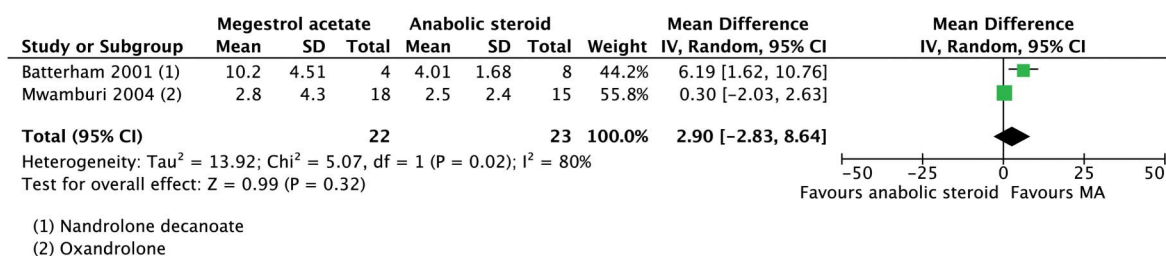 Megestrol acetate Anabolic steroid Mean Difference Mean Difference
Study or Subgroup Mean SD Total Mean SD Total Weight IV, Random, 95% CI IV, Random, 95% CI
Batterham 2001 (1) 10.2 4.51 4 4.01 1.68 8 44.2% 6.19 [1.62, 10.76]
Mwamburi 2004 (2) 2.8 4.3 18 2.5 2.4 15 55.8% 0.30 [-2.03, 2.63]
Total (95% CI) 22 23 100.0% 2.90 [-2.83, 8.64]
Heterogeneity: Tau² = 13.92; Chi² = 5.07, df = 1 (P = 0.02); I² = 80%
Test for overall effect: Z = 0.99 (P = 0.32)
-50 -25 0 25 50
Favours anabolic steroid Favours MA
(1) Nandrolone decanoate
(2) Oxandrolone